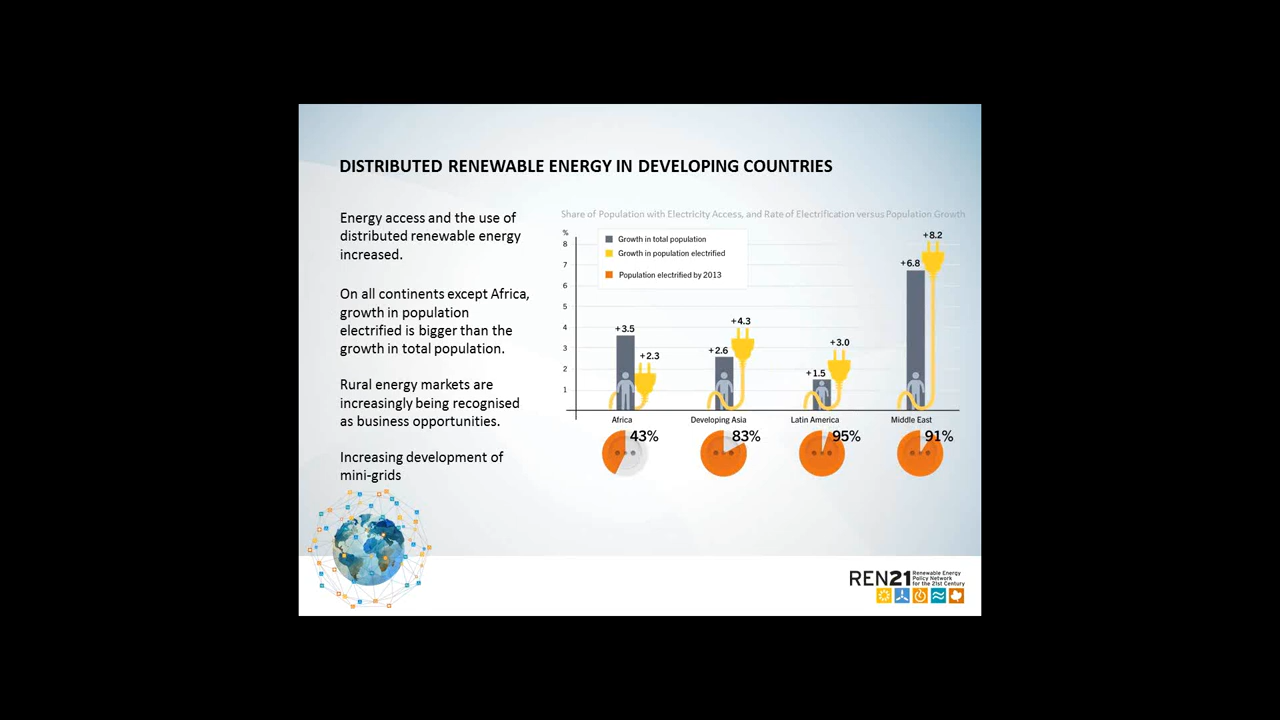 DISTRIBUTED RENEWABLE ENERGY IN DEVELOPING COUNTRIES
Energy access and the use of
distributed renewable energy
increased.
On all continents except Africa,
growth in population
electrified is bigger than the
growth in total population.
Rural energy markets are
increasingly being recognised
as business opportunities.
Increasing development of
mini-grids
Share of Population with Electricity Access, and Rate of Electrification versus Population Growth
%
8
7
6
5
4
3
2
1
Growth in total population
Growth in population electrified
Population electrified by 2013
+3.5
+2.3
+2.6
+4.3
+1.5
+3.0
+6.8
+8.2
Africa
Developing Asia
Latin America
Middle East
43%
83%
95%
91%
REN21
Renewable Energy
Policy Network
for the 21st Century